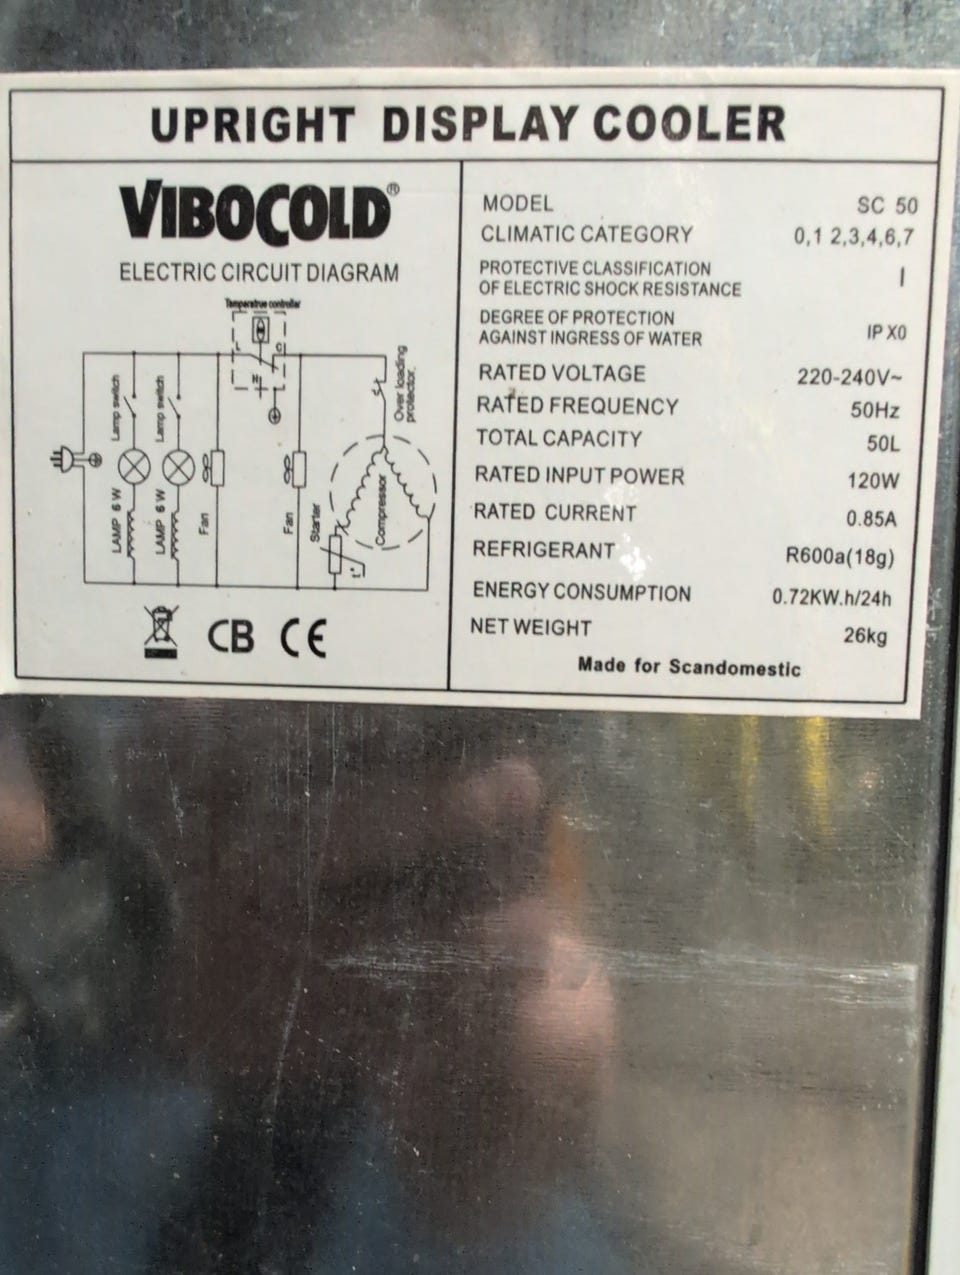 UPRIGHT DISPLAY COOLER
VIBOCOLD®
ELECTRIC CIRCUIT DIAGRAM
Temperatrue controller
Lamp switch
Lamp switch
Over loading
protector.
LAMP 6 W
LAMP 6 W
Fan
Fan
Starter
Compressor
CB CE
MODEL SC 50
CLIMATIC CATEGORY 0,1 2,3,4,6,7
PROTECTIVE CLASSIFICATION
OF ELECTRIC SHOCK RESISTANCE I
DEGREE OF PROTECTION
AGAINST INGRESS OF WATER IP X0
RATED VOLTAGE 220-240V~
RATED FREQUENCY 50Hz
TOTAL CAPACITY 50L
RATED INPUT POWER 120W
RATED CURRENT 0.85A
REFRIGERANT R600a(18g)
ENERGY CONSUMPTION 0.72KW.h/24h
NET WEIGHT 26kg
Made for Scandomestic